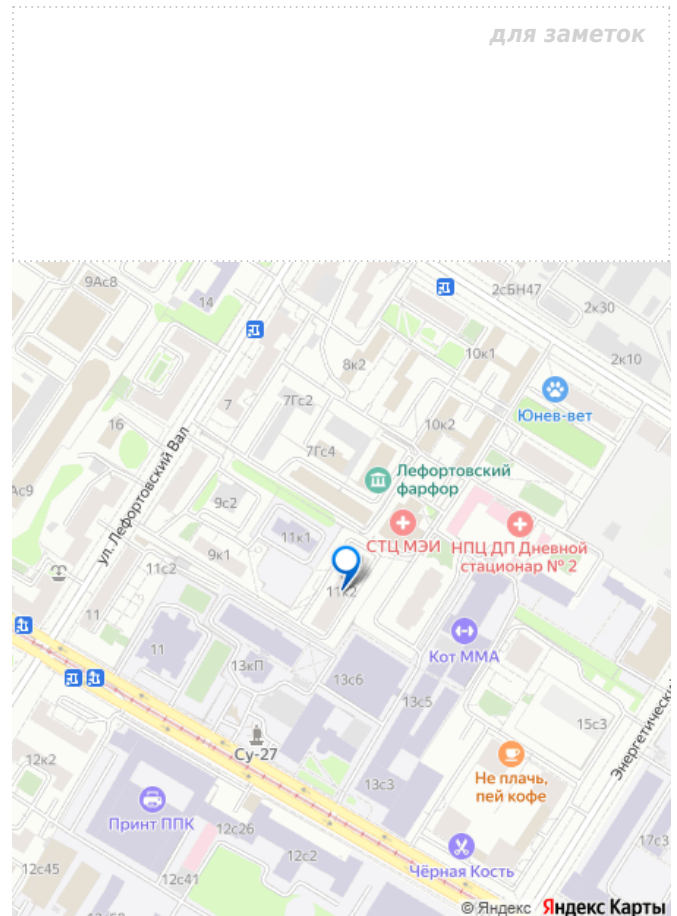 для заметок
9Ас8
2сБН47
14
2к30
8к2
10к1
2к10
7Гс2
7
Юнев-вет
16
10к2
ул. Лефортовский Вал
7Гс4
Лефортовский
фарфор
Ас9
9с2
11к1
СТЦ МЭИ
НПЦ ДП Дневной
стационар № 2
9к1
11с2
11к2
11
11
Кот ММА
13кП
13с6
13с5
15с3
Энергетический
Су-27
12к2
Не плачь,
пей кофе
13с3
Принт ППК
12с26
17с3
12с2
12с45
12с41
Чёрная Кость
© Яндекс Яндекс Карты